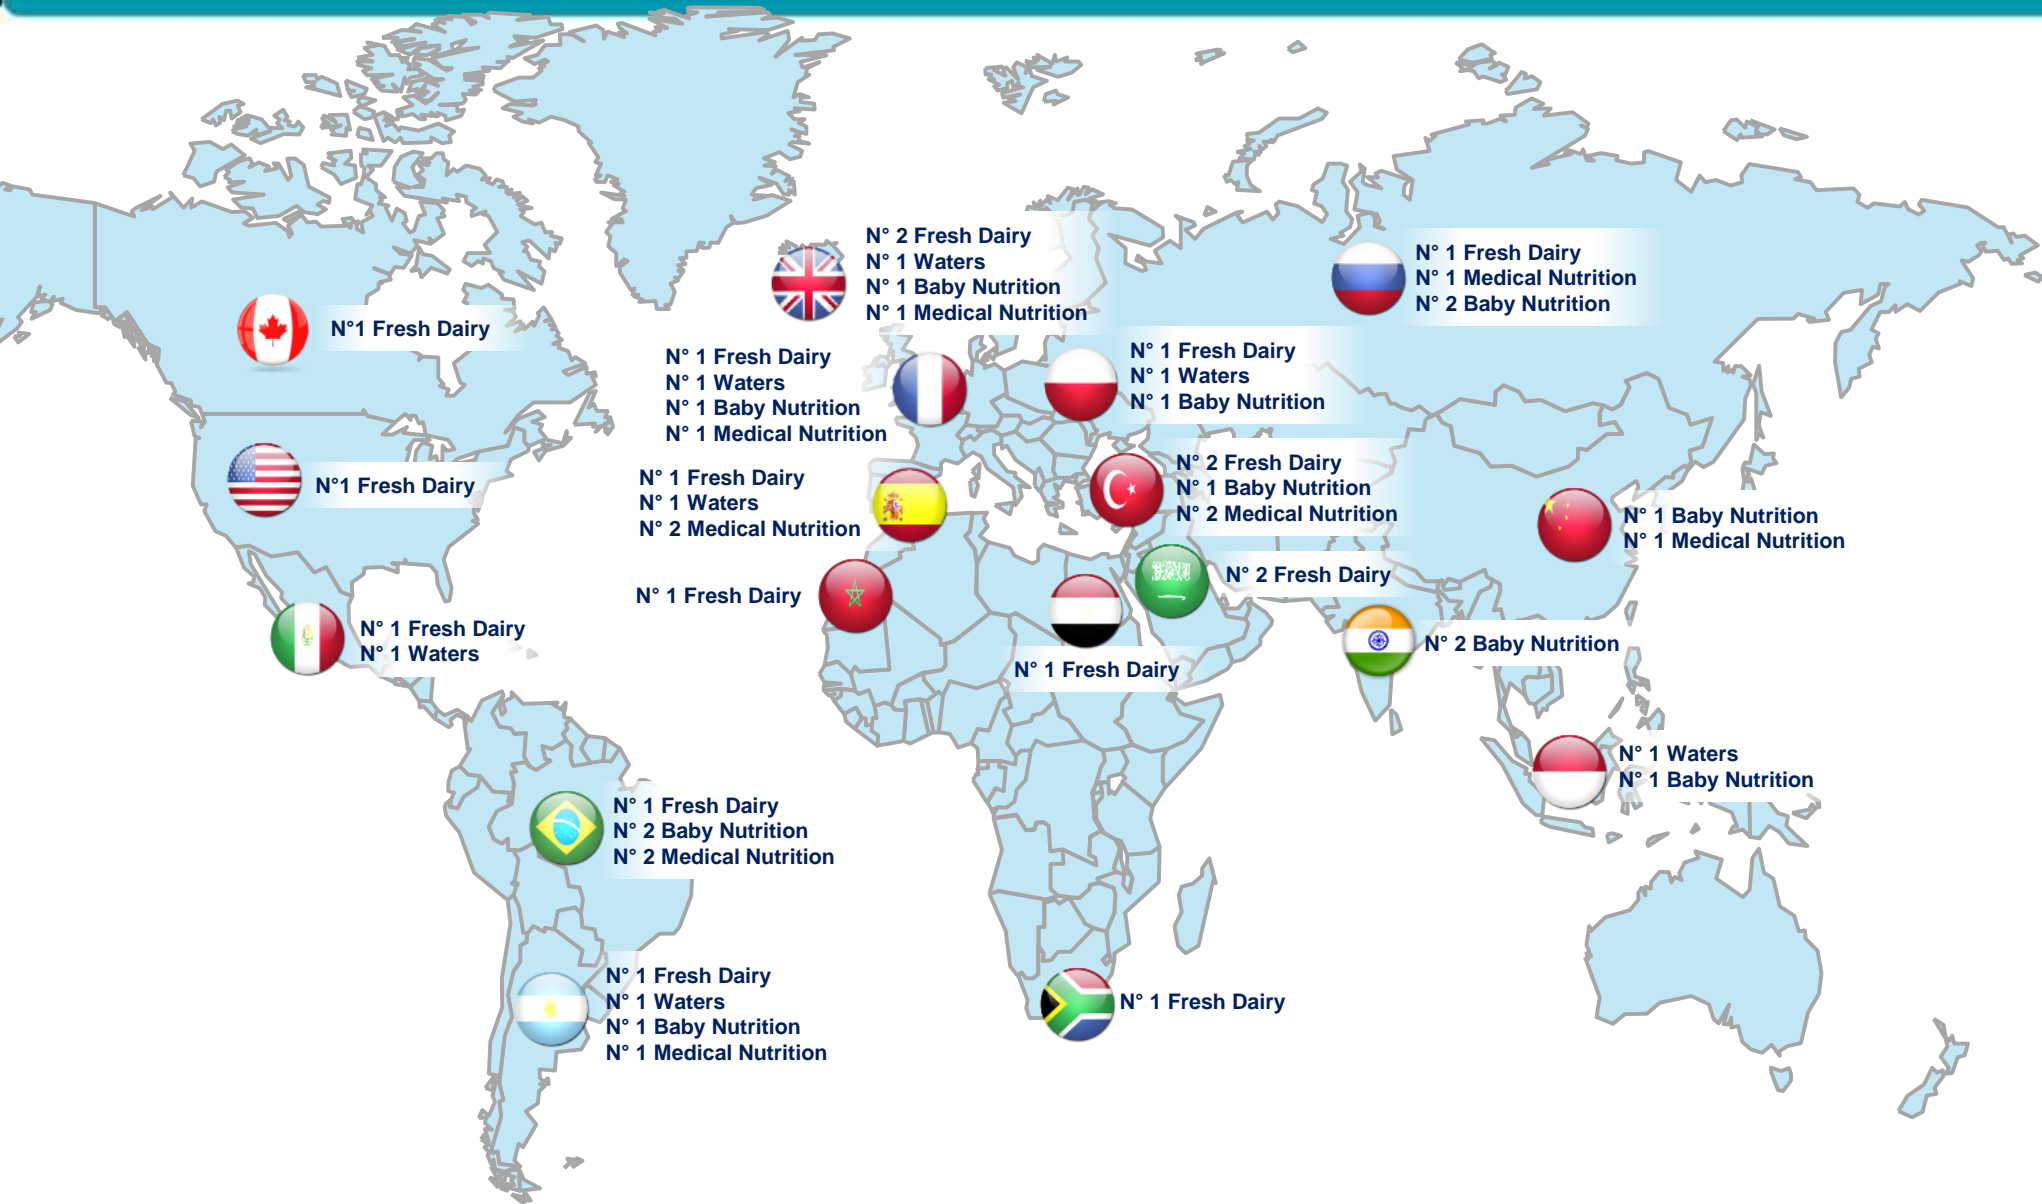 N° 2 Fresh Dairy
N° 1 Waters
N° 1 Baby Nutrition
N° 1 Medical Nutrition
N° 1 Fresh Dairy
N° 1 Medical Nutrition
N° 2 Baby Nutrition
N°1 Fresh Dairy
N° 1 Fresh Dairy
N° 1 Waters
N° 1 Baby Nutrition
N° 1 Medical Nutrition
N° 1 Fresh Dairy
N° 1 Waters
N° 1 Baby Nutrition
N°1 Fresh Dairy
N° 1 Fresh Dairy
N° 1 Waters
N° 2 Medical Nutrition
N° 2 Fresh Dairy
N° 1 Baby Nutrition
N° 2 Medical Nutrition
N° 1 Baby Nutrition
N° 1 Medical Nutrition
N° 1 Fresh Dairy
N° 2 Fresh Dairy
N° 1 Fresh Dairy
N° 1 Waters
N° 1 Fresh Dairy
N° 2 Baby Nutrition
N° 1 Waters
N° 1 Baby Nutrition
N° 1 Fresh Dairy
N° 2 Baby Nutrition
N° 2 Medical Nutrition
N° 1 Fresh Dairy
N° 1 Waters
N° 1 Baby Nutrition
N° 1 Medical Nutrition
N° 1 Fresh Dairy